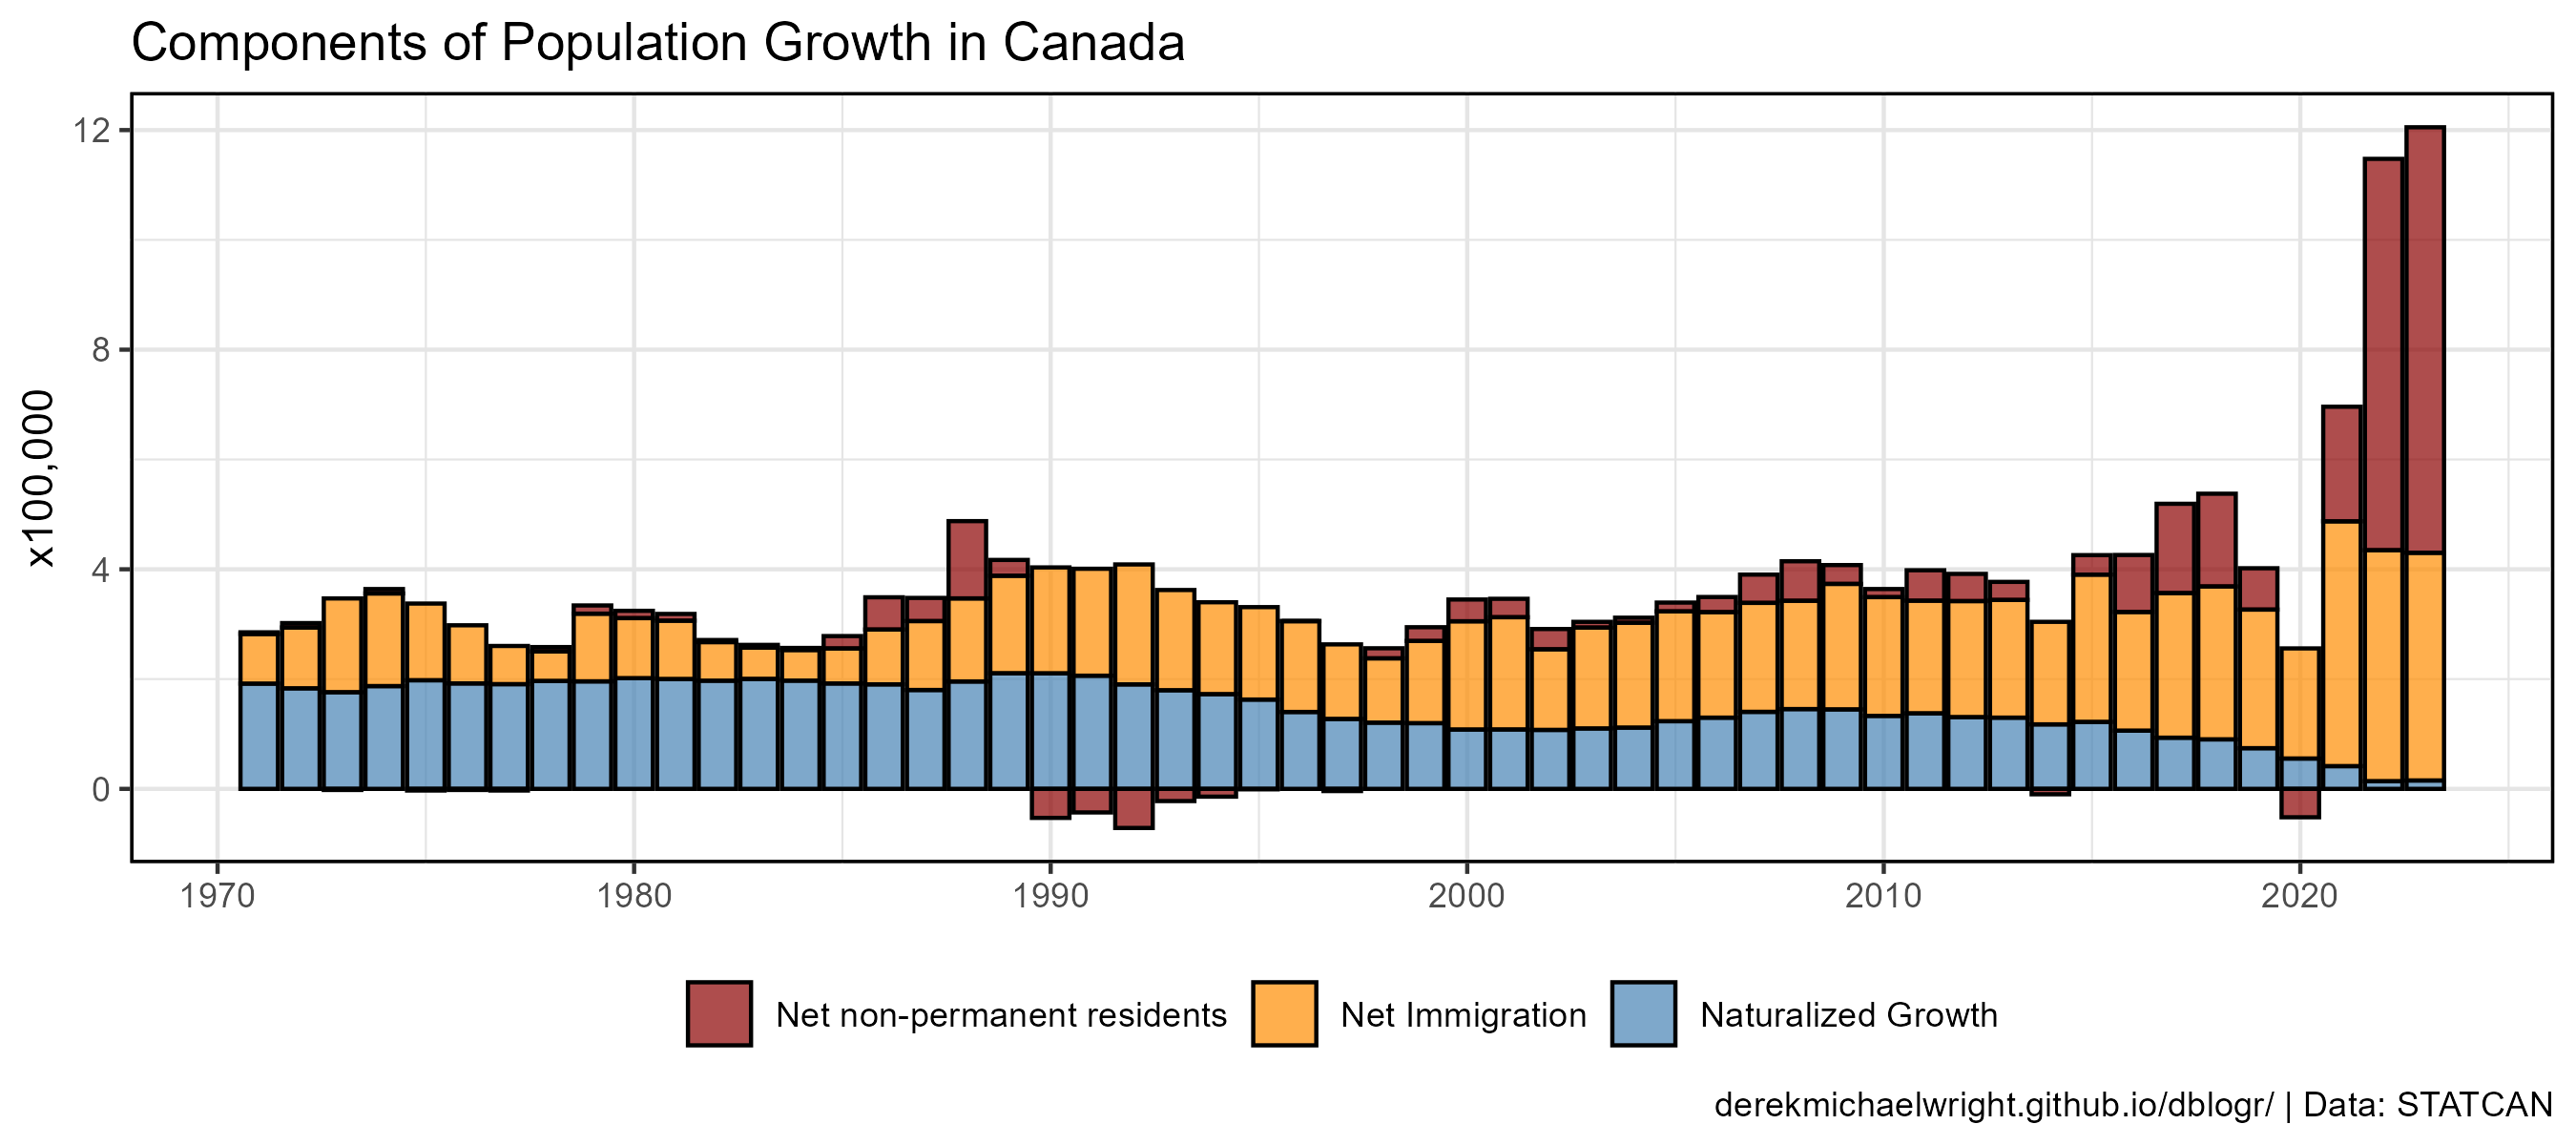 Components of Population Growth in Canada
x100,000
12
8
4
0
1970 1980 1990 2000 2010 2020
Net non-permanent residents Net Immigration Naturalized Growth
derekmichaelwright.github.io/dblogr/ | Data: STATCAN